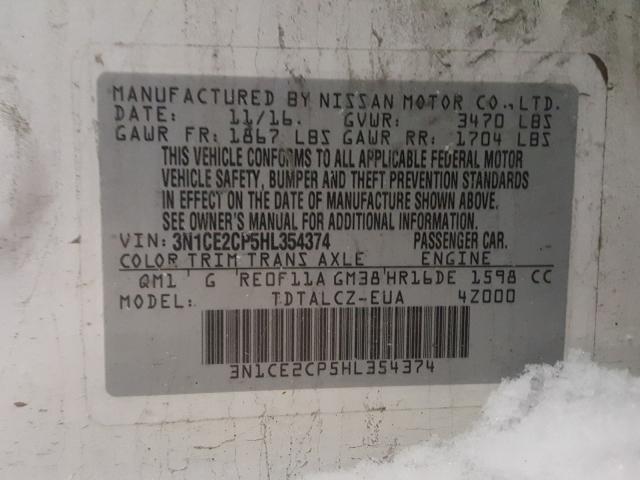 MANUFACTURED BY NISSAN MOTOR CO., LTD.
DATE: 11/16. GVWR: 3470 LBS
GAWR FR: 1867 LBS GAWR RR: 1704 LBS
THIS VEHICLE CONFORMS TO ALL APPLICABLE FEDERAL MOTOR
VEHICLE SAFETY, BUMPER AND THEFT PREVENTION STANDARDS
IN EFFECT ON THE DATE OF MANUFACTURE SHOWN ABOVE.
SEE OWNER'S MANUAL FOR ADDITIONAL INFORMATION.
VIN: 3N1CE2CP5HL354374 PASSENGER CAR.
COLOR TRIM TRANS AXLE ENGINE
QM1 G RE0F11A GM38 HR16DE 1598 CC
MODEL: TDTALCZ-EUA 4Z000
3N1CE2CP5HL354374